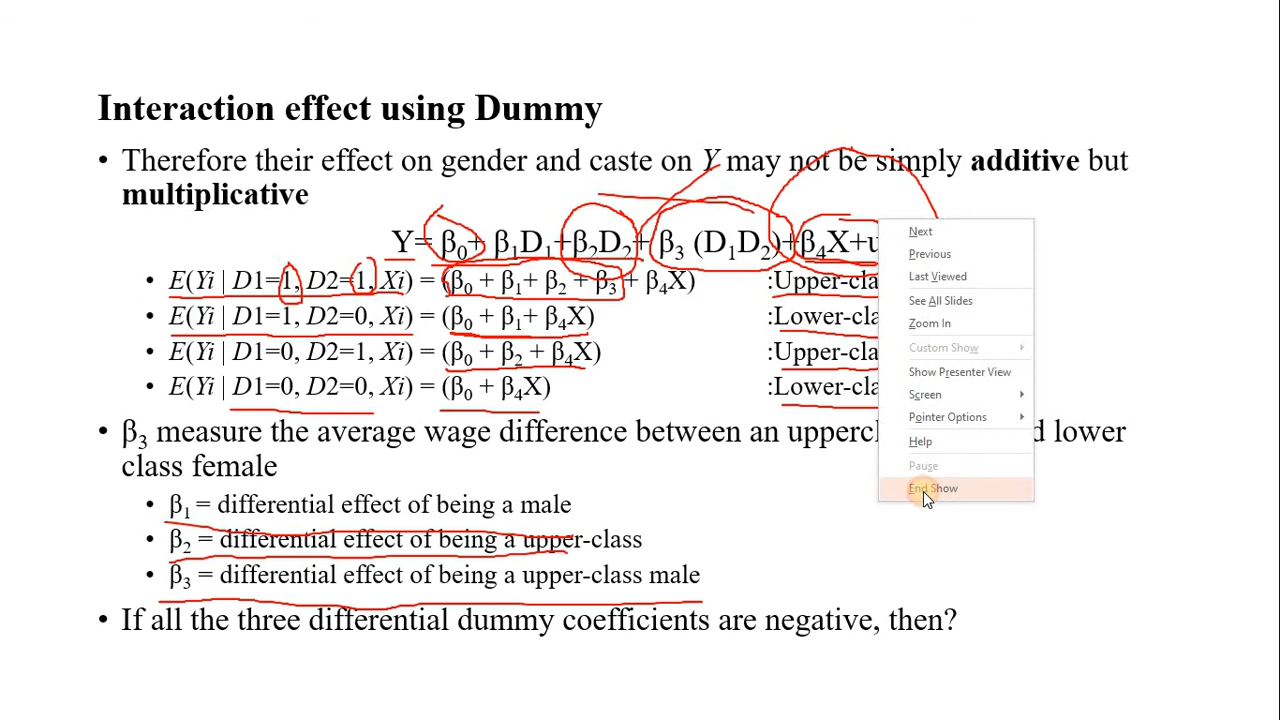 Interaction effect using Dummy
• Therefore their effect on gender and caste on Y may not be simply additive but
multiplicative
Y= β₀+ β₁D₁+β₂D₂+ β₃ (D₁D₂)+β₄X+u
• E(Yi | D1=1, D2=1, Xi) = (β₀ + β₁+ β₂ + β₃ + β₄X) :Upper-cla
• E(Yi | D1=1, D2=0, Xi) = (β₀ + β₁+ β₄X) :Lower-cla
• E(Yi | D1=0, D2=1, Xi) = (β₀ + β₂ + β₄X) :Upper-cla
• E(Yi | D1=0, D2=0, Xi) = (β₀ + β₄X) :Lower-cla
• β₃ measure the average wage difference between an uppercl d lower
class female
• β₁ = differential effect of being a male
• β₂ = differential effect of being a upper-class
• β₃ = differential effect of being a upper-class male
• If all the three differential dummy coefficients are negative, then?
Next
Previous
Last Viewed
See All Slides
Zoom In
Custom Show
Show Presenter View
Screen
Pointer Options
Help
Pause
End Show